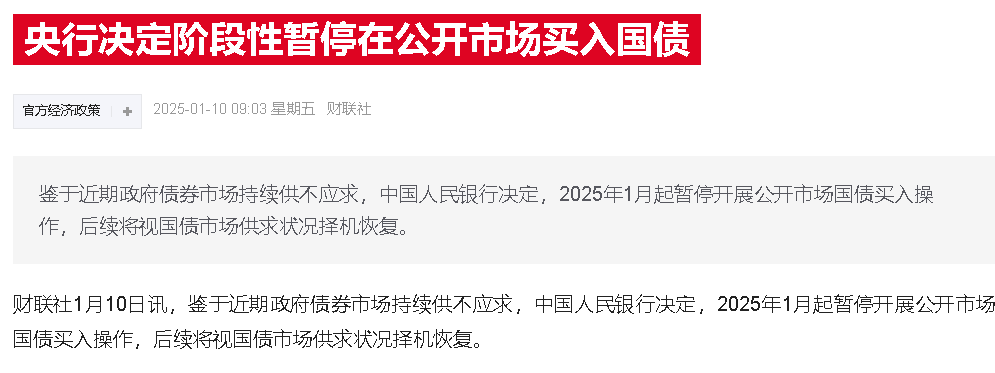 央行决定阶段性暂停在公开市场买入国债
官方经济政策 + 2025-01-10 09:03 星期五 财联社
鉴于近期政府债券市场持续供不应求，中国人民银行决定，2025年1月起暂停开展公开市场国债买入操
作，后续将视国债市场供求状况择机恢复。
财联社1月10日讯，鉴于近期政府债券市场持续供不应求，中国人民银行决定，2025年1月起暂停开展公开市场
国债买入操作，后续将视国债市场供求状况择机恢复。